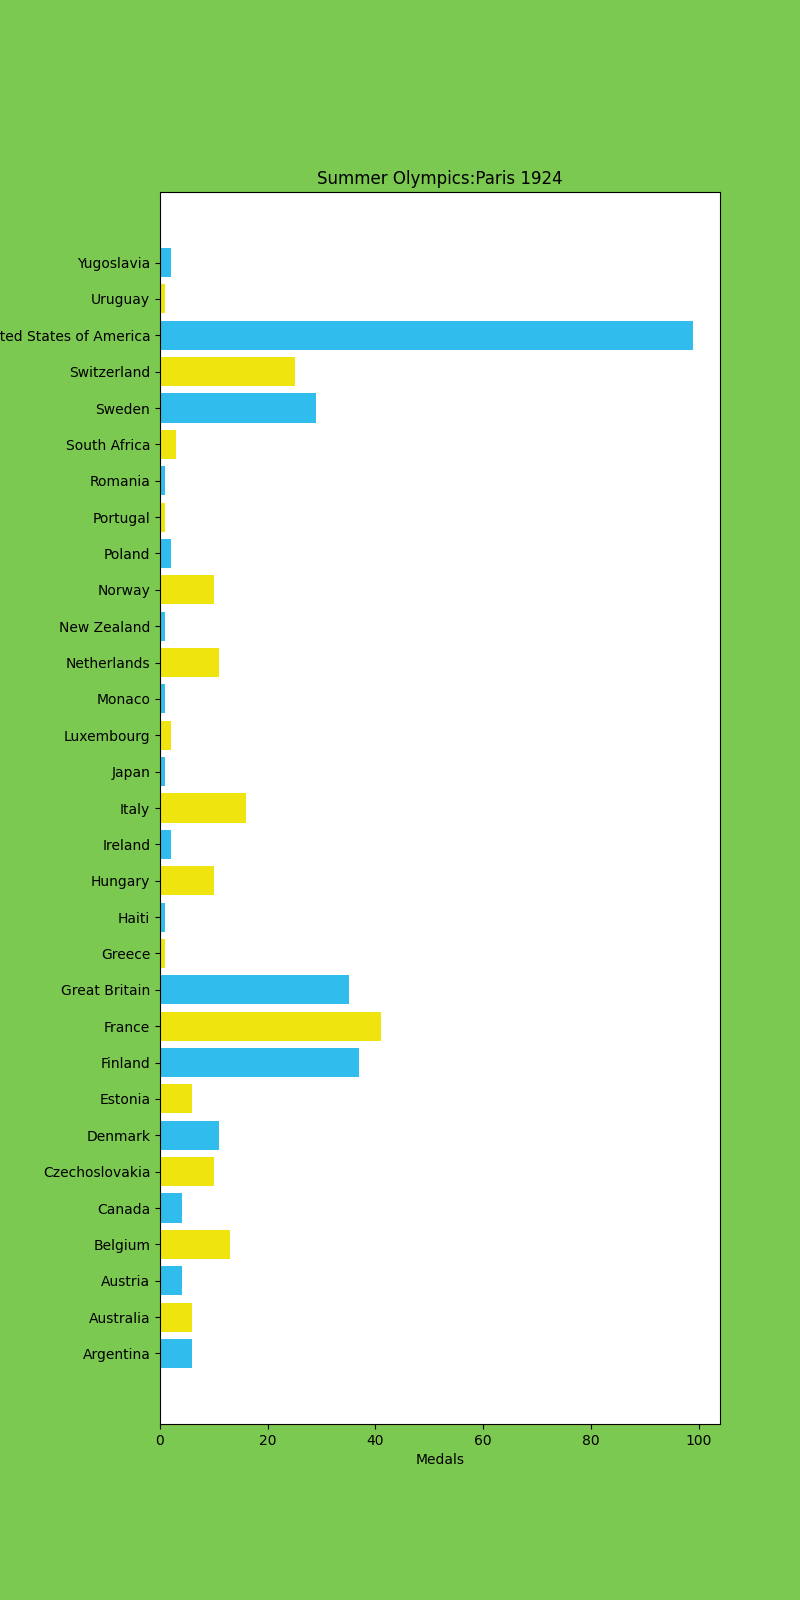 Summer Olympics:Paris 1924
Yugoslavia
Uruguay
ted States of America
Switzerland
Sweden
South Africa
Romania
Portugal
Poland
Norway
New Zealand
Netherlands
Monaco
Luxembourg
Japan
Italy
Ireland
Hungary
Haiti
Greece
Great Britain
France
Finland
Estonia
Denmark
Czechoslovakia
Canada
Belgium
Austria
Australia
Argentina
0 20 40 60 80 100
Medals